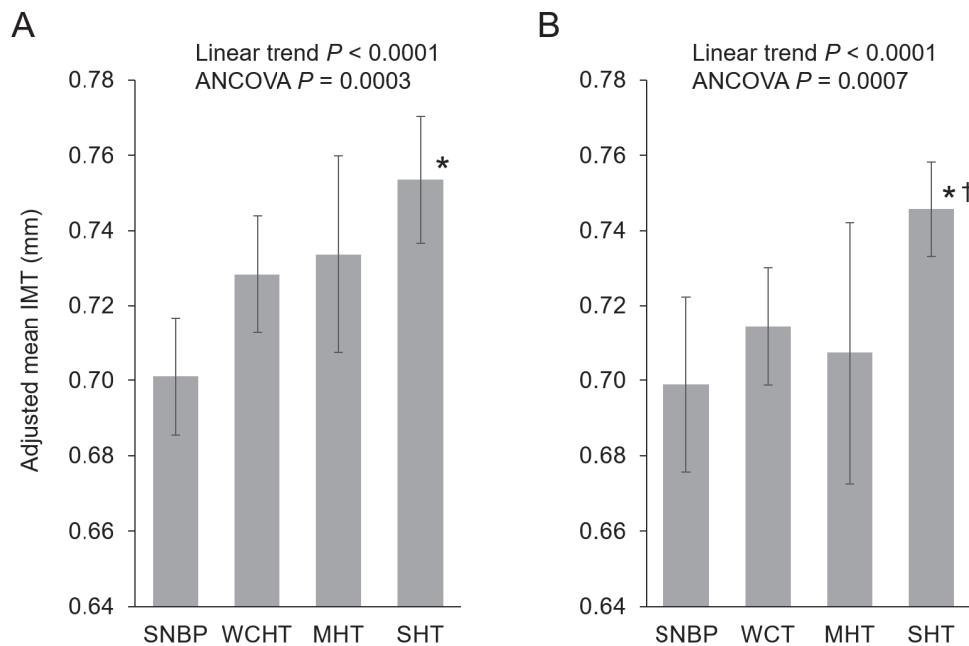 A
Linear trend P < 0.0001
ANCOVA P = 0.0003
Adjusted mean IMT (mm)
0.78
0.76
0.74
0.72
0.70
0.68
0.66
0.64
*
SNBP WCHT MHT SHT
B
Linear trend P < 0.0001
ANCOVA P = 0.0007
0.78
0.76
0.74
0.72
0.70
0.68
0.66
0.64
*†
SNBP WCT MHT SHT